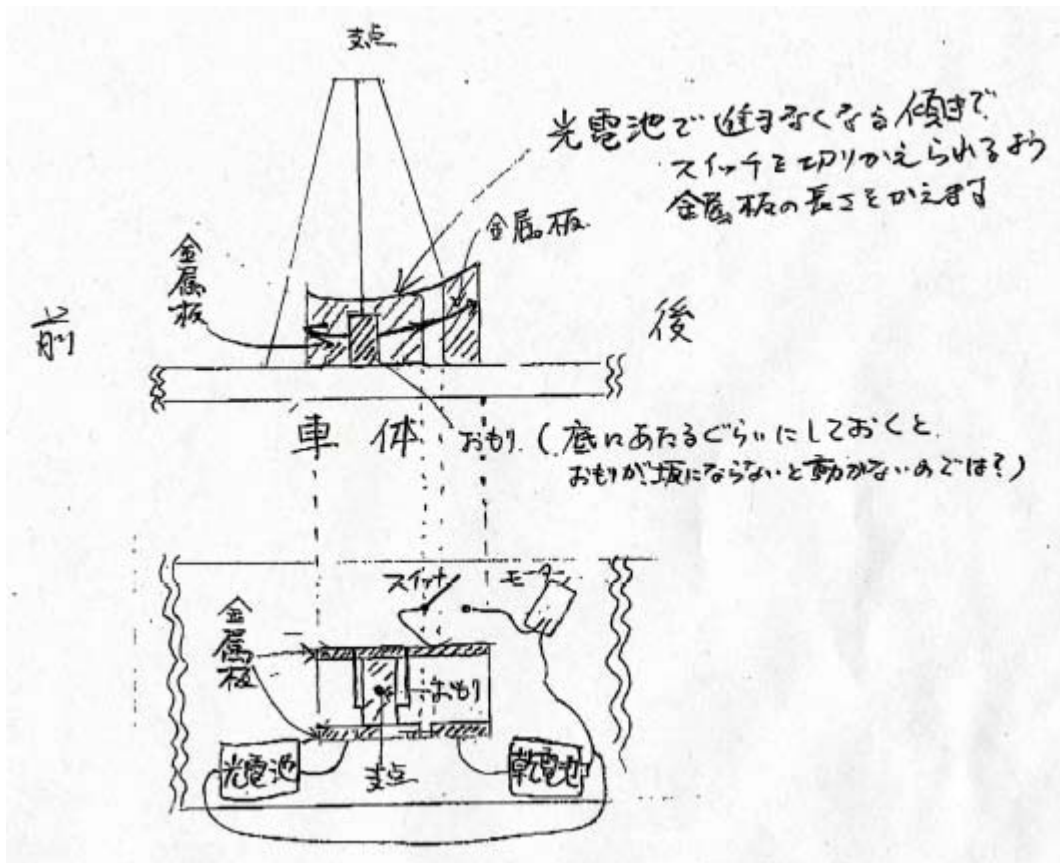 支点
光電池で進まなくなる傾きで
スイッチを切りかえられるよう
金属板の長さをかえます
金属板
金属板
前
後
車体
おもり.(底にあたるぐらいにしておくと、
おもりが坂にならないと動かないのでは?)
スイッチ
モーター
金属板
おもり
光電池
支点
乾電池